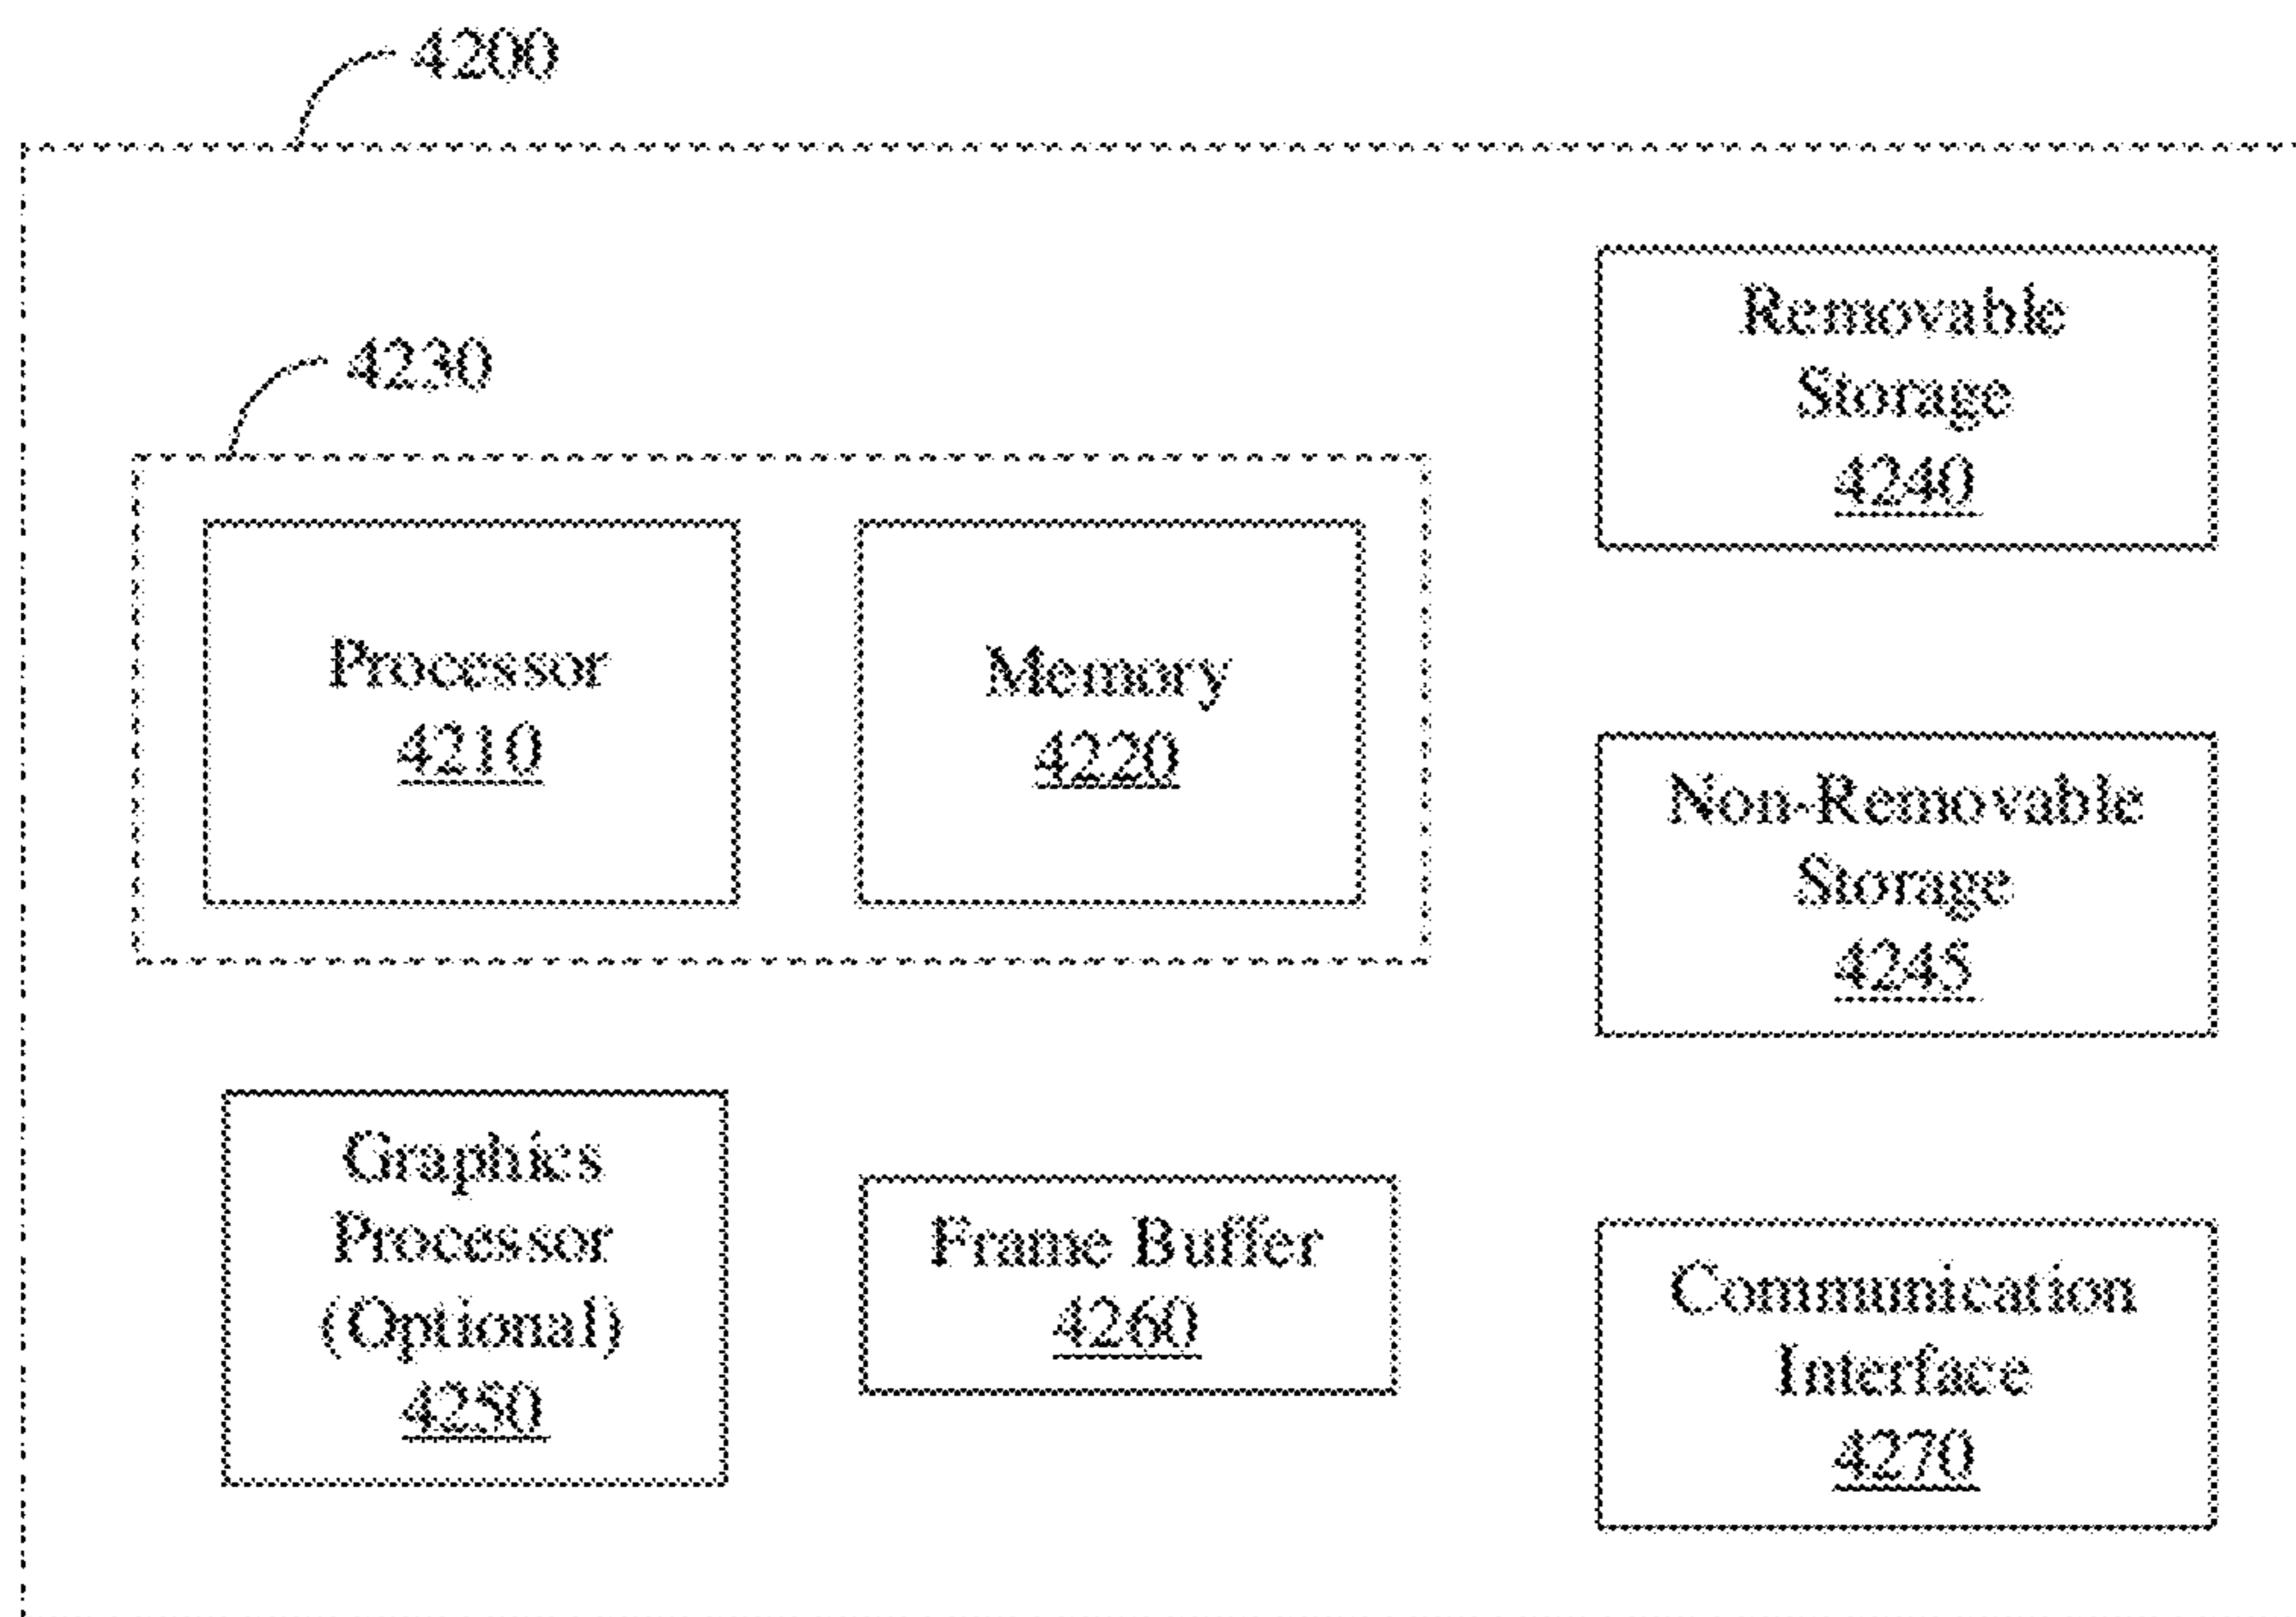 4200
4230
Processor
4210
Memory
4220
Removable
Storage
4240
Non-Removable
Storage
4245
Graphics
Processor
(Optional)
4250
Frame Buffer
4260
Communication
Interface
4270